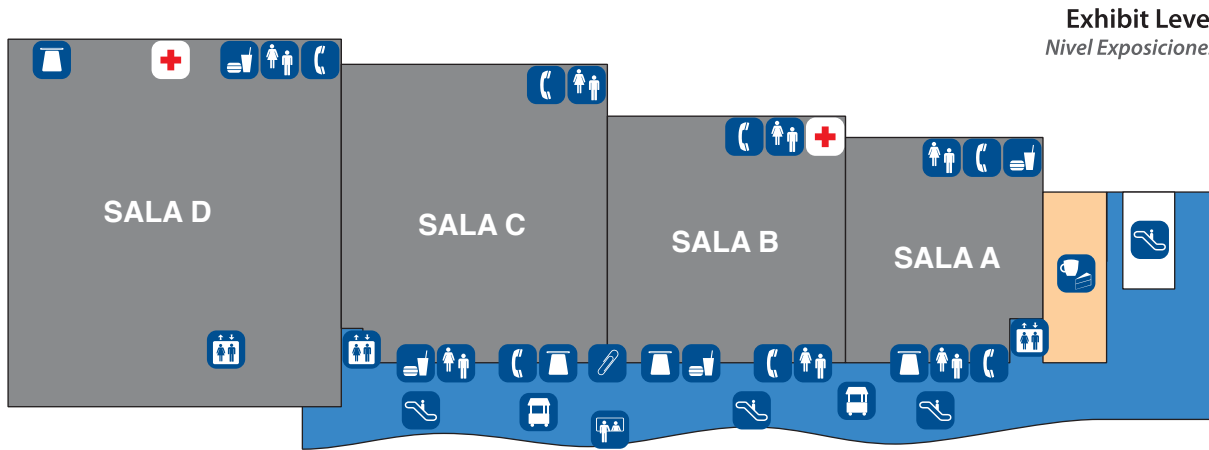 Exhibit Leve
Nivel Exposicione
SALA D
SALA C
SALA B
SALA A